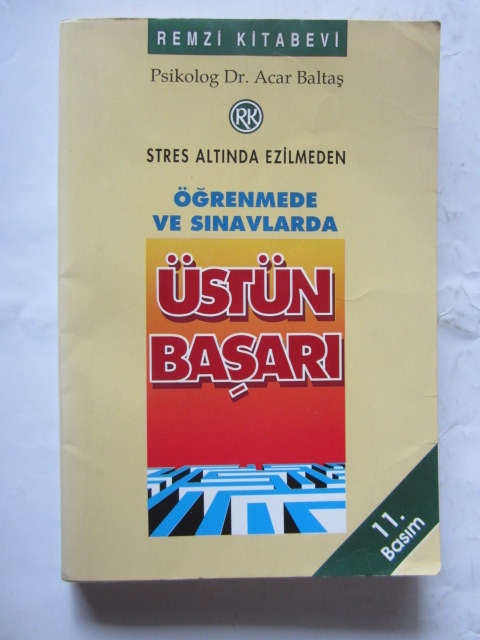 REMZİ KİTABEVİ
Psikolog Dr. Acar Baltaş
RK
STRES ALTINDA EZİLMEDEN
ÖĞRENMEDE
VE SINAVLARDA
ÜSTÜN
BAŞARI
11.
Basım